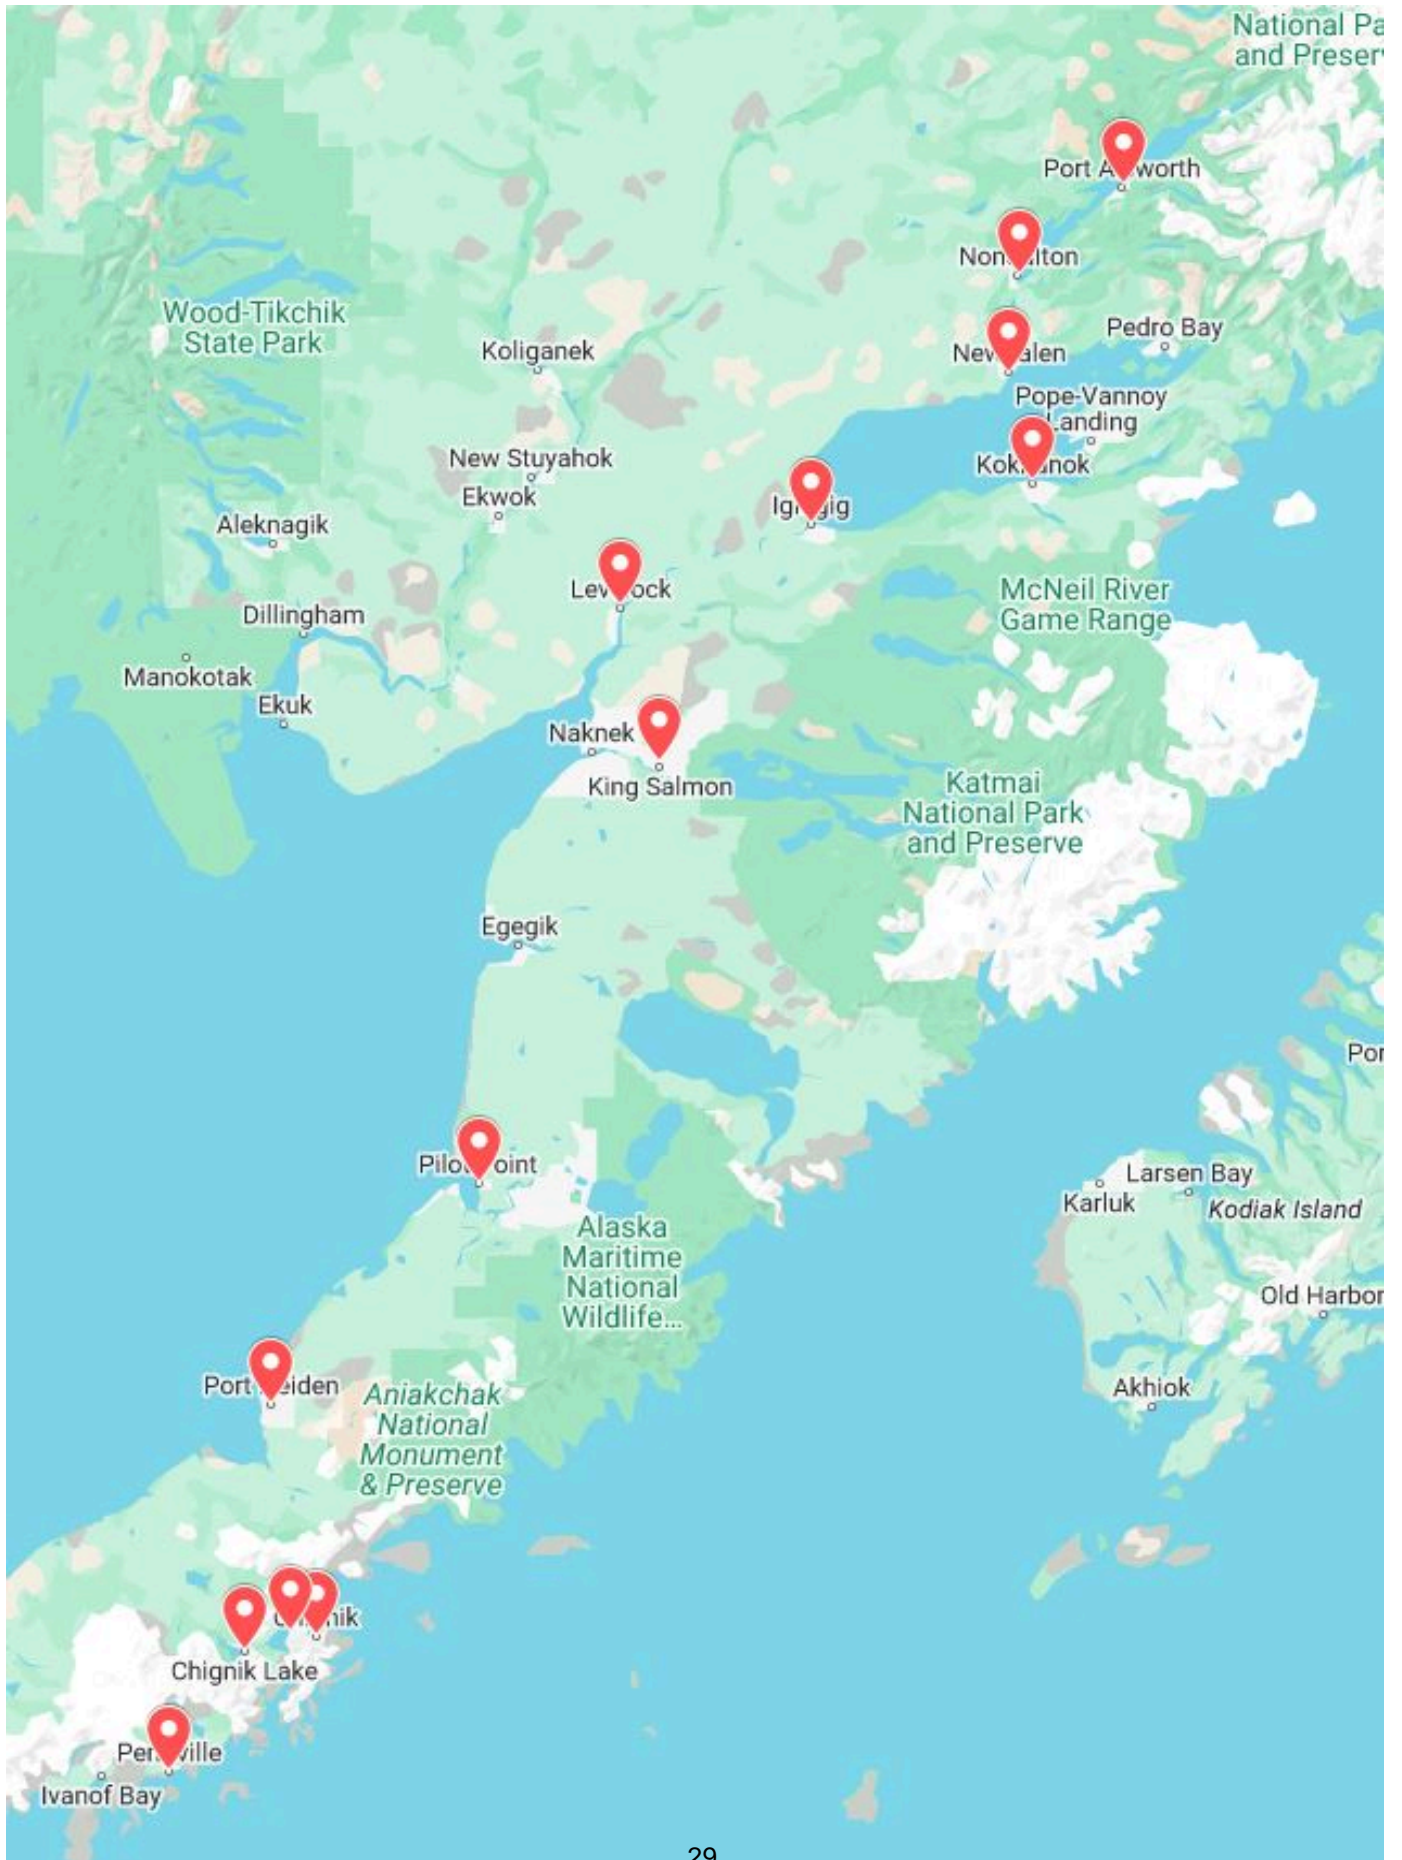 National Pa
and Preser
Port A worth
Non lton
Wood-Tikchik
State Park
Pedro Bay
Koliganek
New alen
Pope-Vannoy
Landing
New Stuyahok
Kok anok
Ekwok
Ig gig
Aleknagik
Lev ock
McNeil River
Game Range
Dillingham
Manokotak
Ekuk
Naknek
King Salmon
Katmai
National Park
and Preserve
Egegik
Por
Pilot oint
Larsen Bay
Karluk
Kodiak Island
Alaska
Maritime
National
Wildlife...
Old Harbor
Port eiden
Aniakchak
National
Monument
& Preserve
Akhiok
C nik
Chignik Lake
Per ville
Ivanof Bay
29